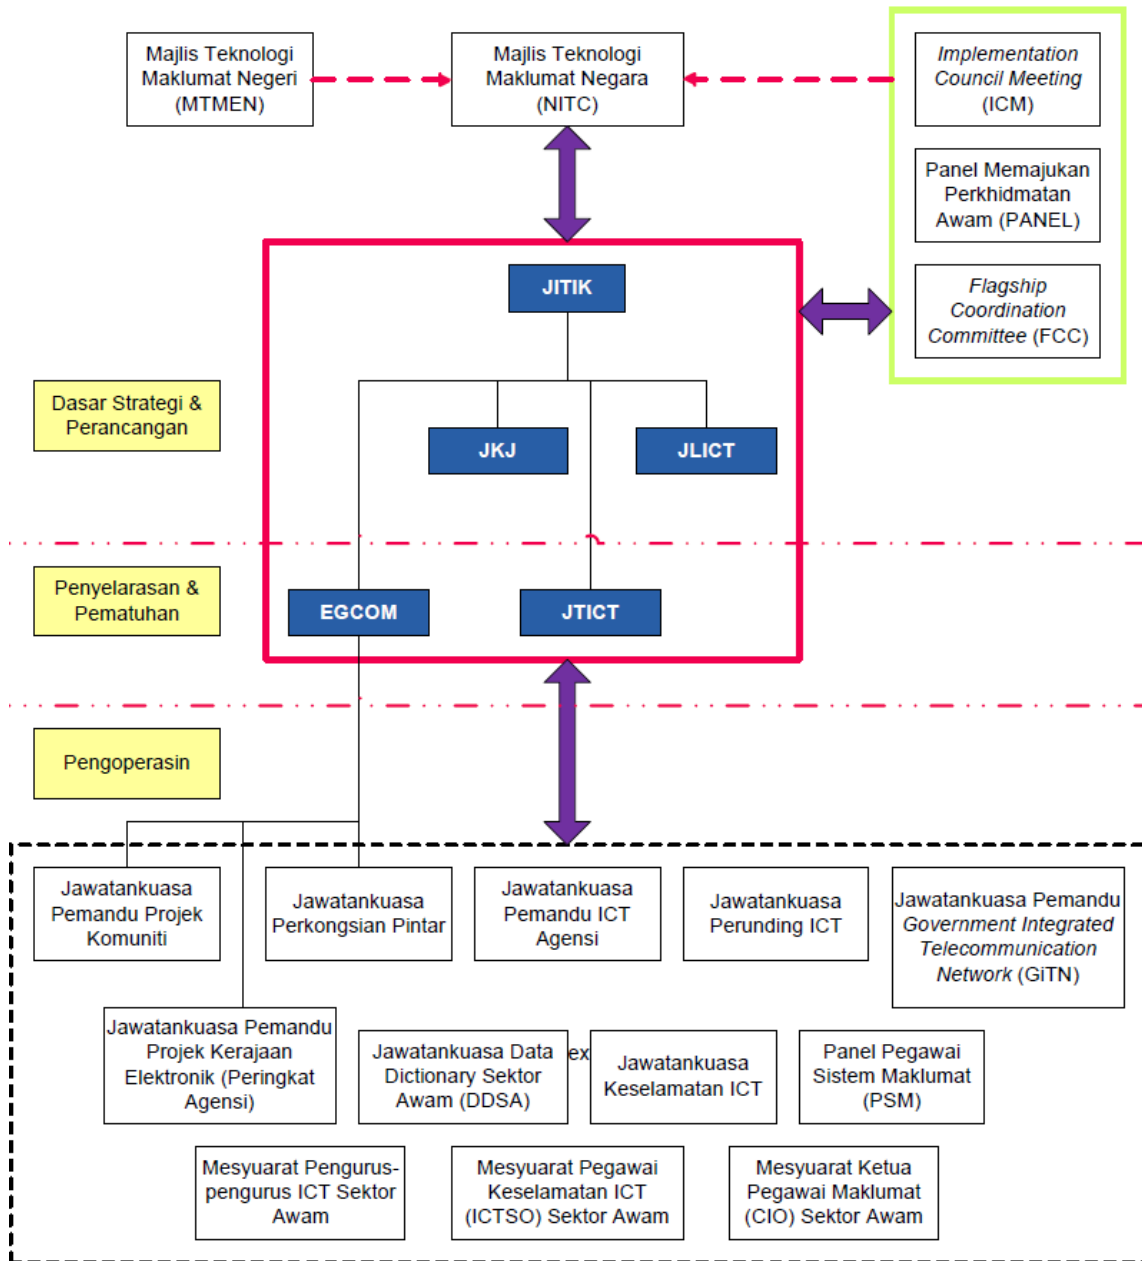 Majlis Teknologi
Maklumat Negeri
(MTMEN)
Majlis Teknologi
Maklumat Negara
(NITC)
Implementation
Council Meeting
(ICM)
Panel Memajukan
Perkhidmatan
Awam (PANEL)
Flagship
Coordination
Committee (FCC)
JITIK
Dasar Strategi &
Perancangan
JKJ
JLICT
Penyelarasan &
Pematuhan
EGCOM
JTICT
Pengoperasin
Jawatankuasa
Pemandu Projek
Komuniti
Jawatankuasa
Perkongsian Pintar
Jawatankuasa
Pemandu ICT
Agensi
Jawatankuasa
Perunding ICT
Jawatankuasa Pemandu
Government Integrated
Telecommunication
Network (GiTN)
Jawatankuasa Pemandu
Projek Kerajaan
Elektronik (Peringkat
Agensi)
Jawatankuasa Data
Dictionary Sektor
Awam (DDSA)
ex
Jawatankuasa
Keselamatan ICT
Panel Pegawai
Sistem Maklumat
(PSM)
Mesyuarat Pengurus-
pengurus ICT Sektor
Awam
Mesyuarat Pegawai
Keselamatan ICT
(ICTSO) Sektor Awam
Mesyuarat Ketua
Pegawai Maklumat
(CIO) Sektor Awam